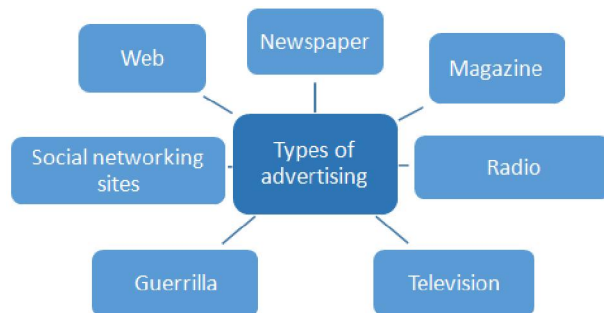 Newspaper
Web
Magazine
Types of
advertising
Social networking
sites
Radio
Guerrilla
Television